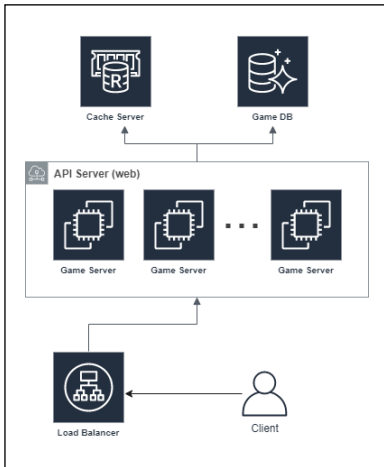 R
Cache Server
Game DB
API Server (web)
Game Server
Game Server
...
Game Server
Load Balancer
Client